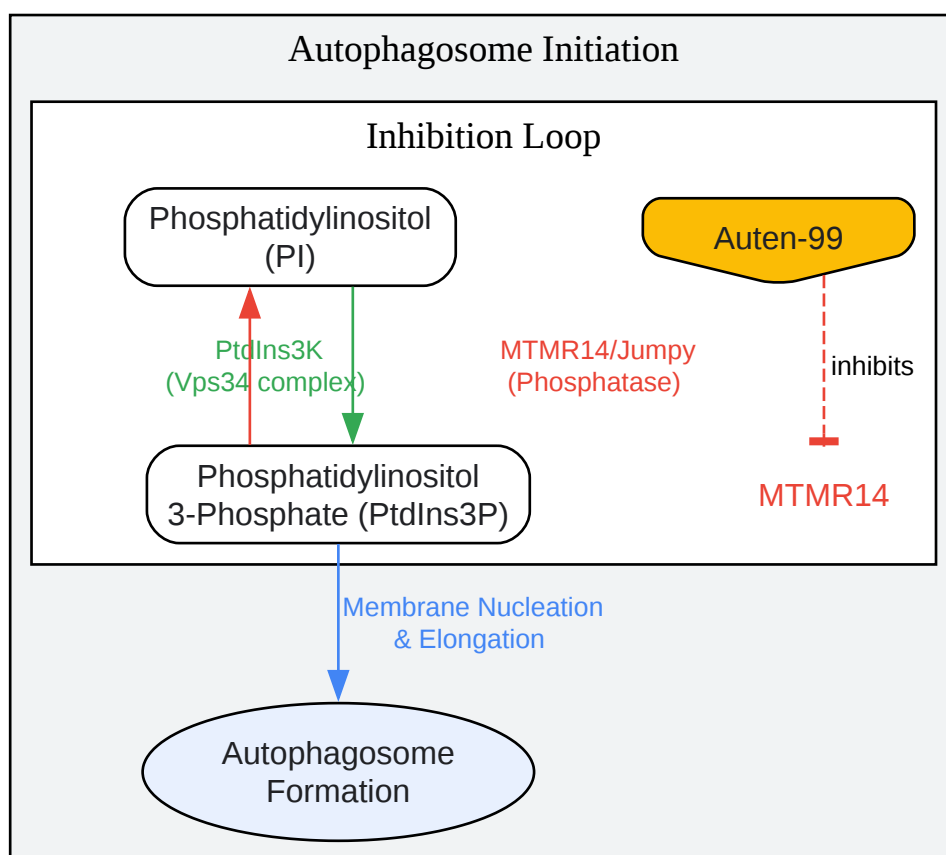 Autophagosome Initiation
Inhibition Loop
Phosphatidylinositol
(PI)
Auten-99
PtdIns3K
(Vps34 complex)
MTMR14/Jumpy
(Phosphatase)
inhibits
Phosphatidylinositol
3-Phosphate (PtdIns3P)
MTMR14
Membrane Nucleation
& Elongation
Autophagosome
Formation